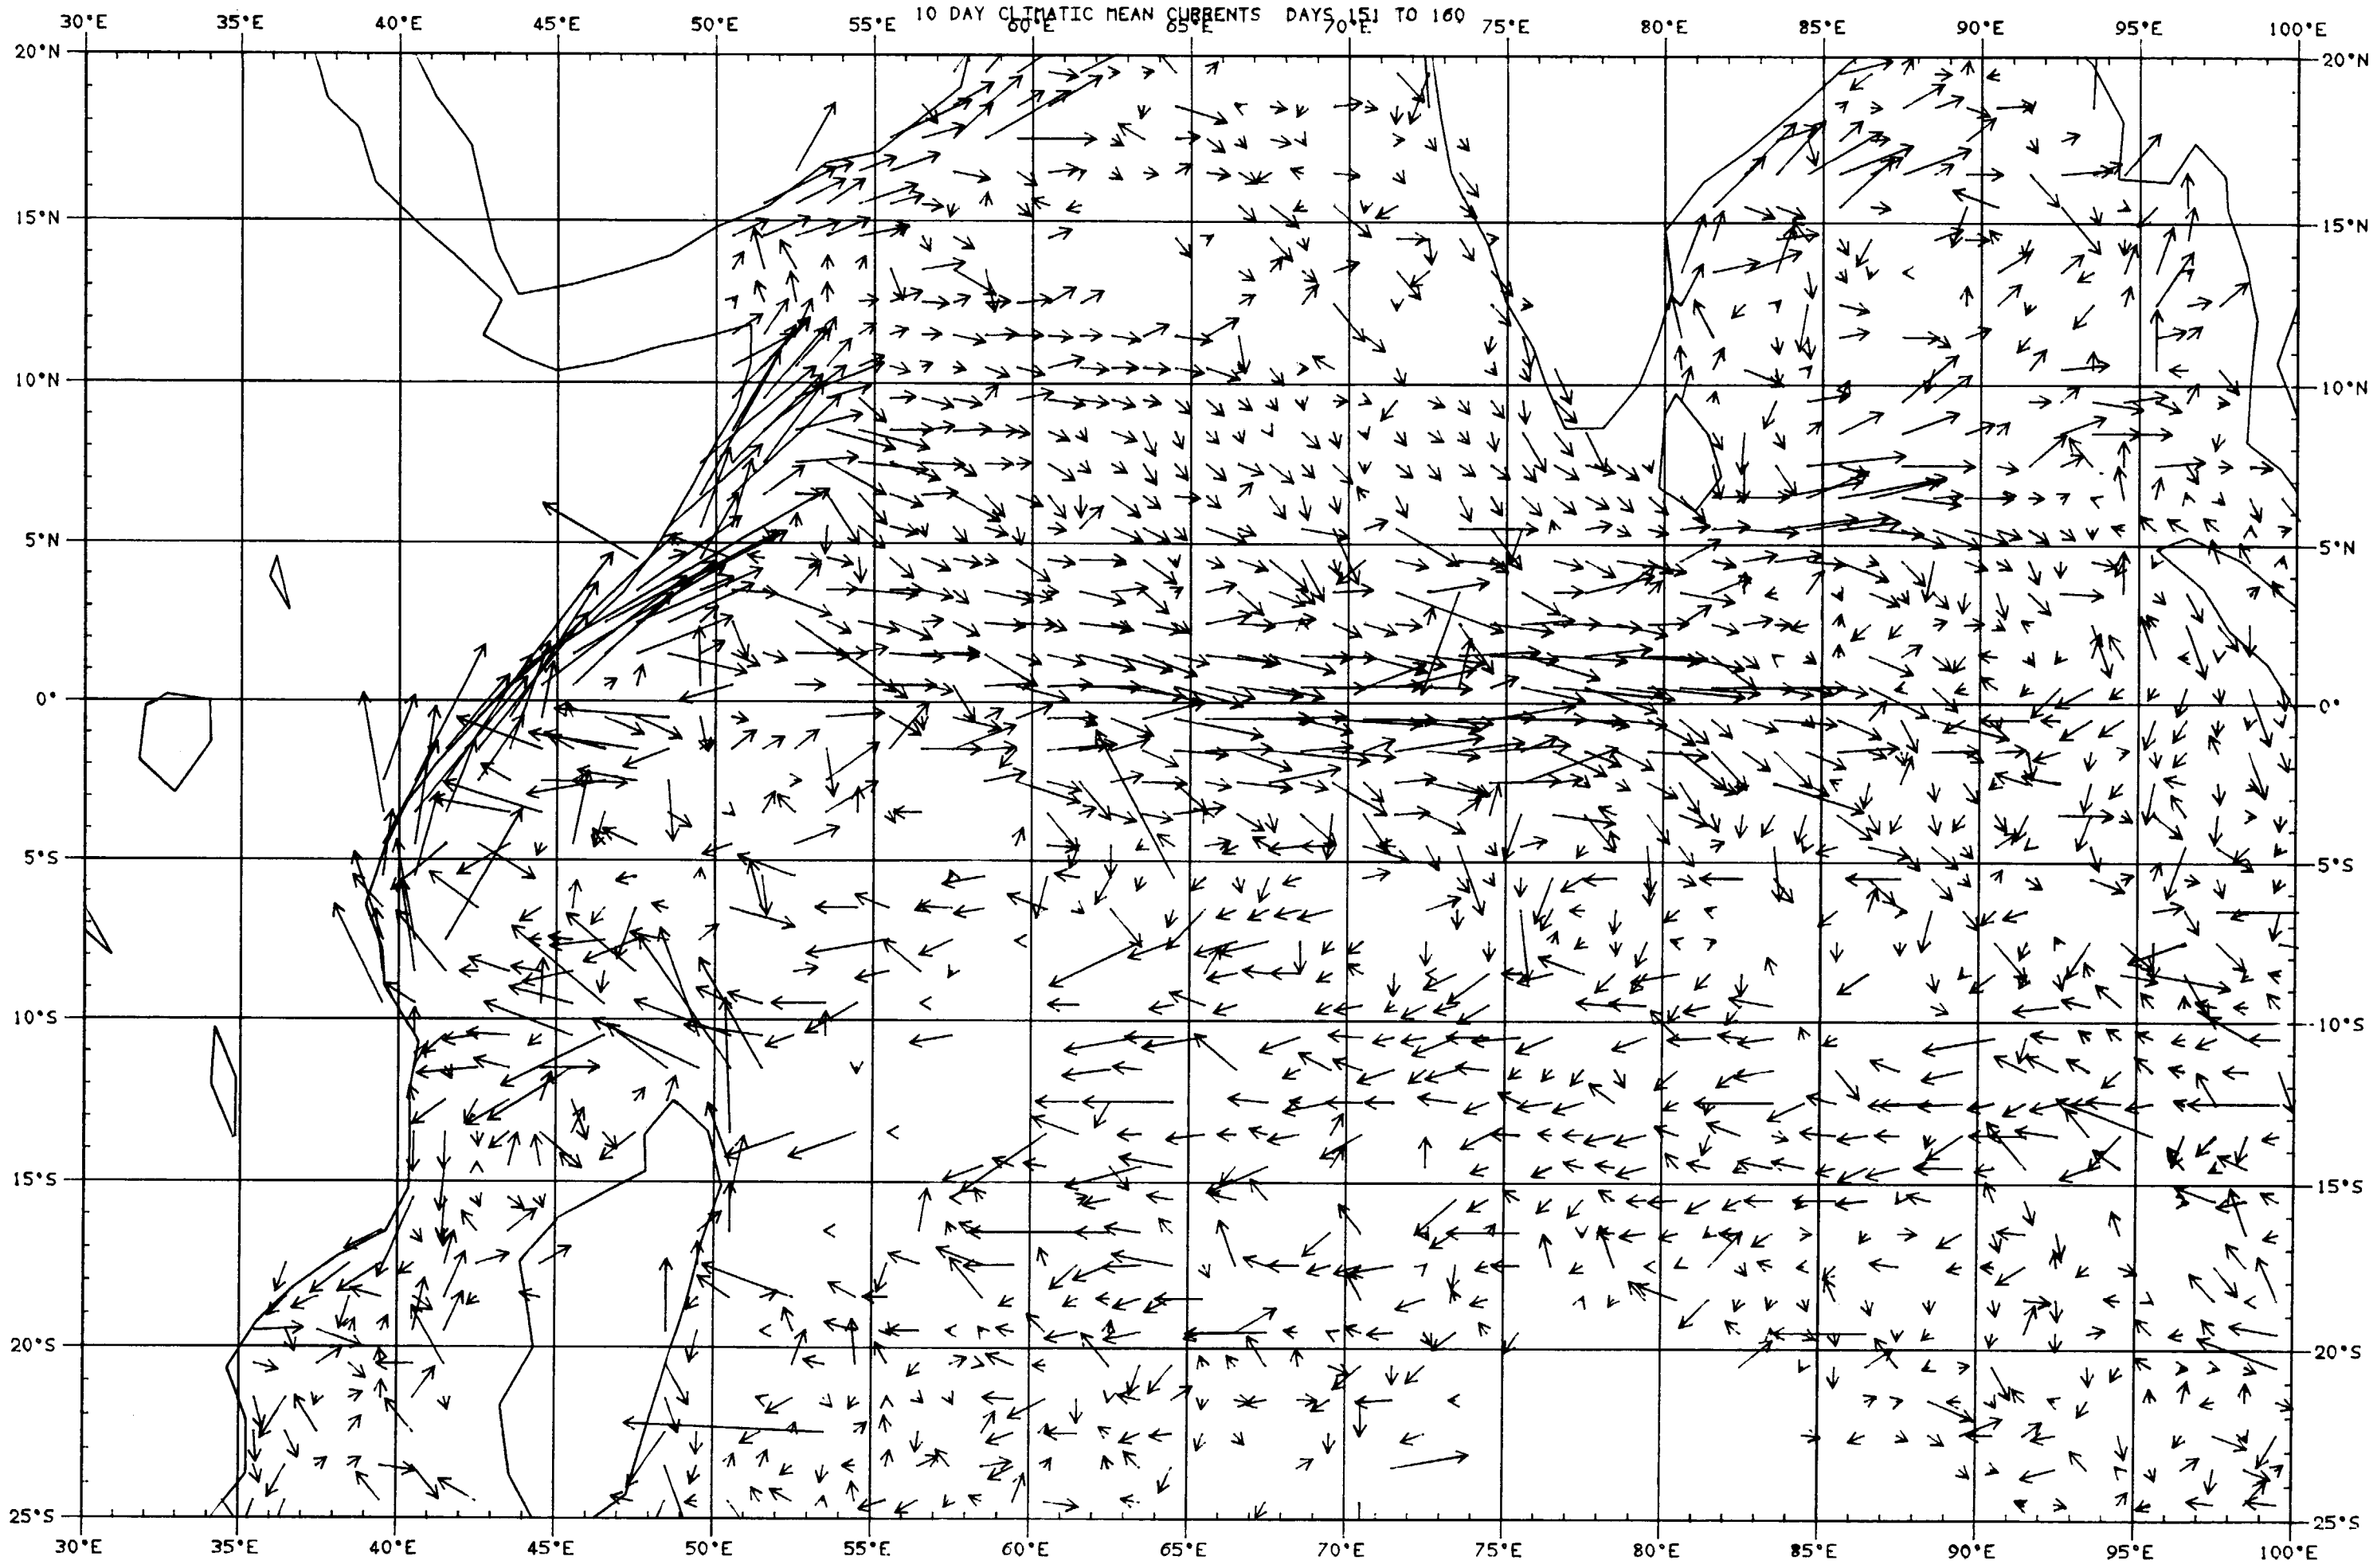 10 DAY CLIMATIC MEAN CURRENTS DAYS 151 TO 160
30°E 35°E 40°E 45°E 50°E 55°E 60°E 65°E 70°E 75°E 80°E 85°E 90°E 95°E 100°E
20°N 20°N
15°N 15°N
10°N 10°N
5°N 5°N
0° 0°
5°S 5°S
10°S 10°S
15°S 15°S
20°S 20°S
25°S 25°S
30°E 35°E 40°E 45°E 50°E 55°E 60°E 65°E 70°E 75°E 80°E 85°E 90°E 95°E 100°E